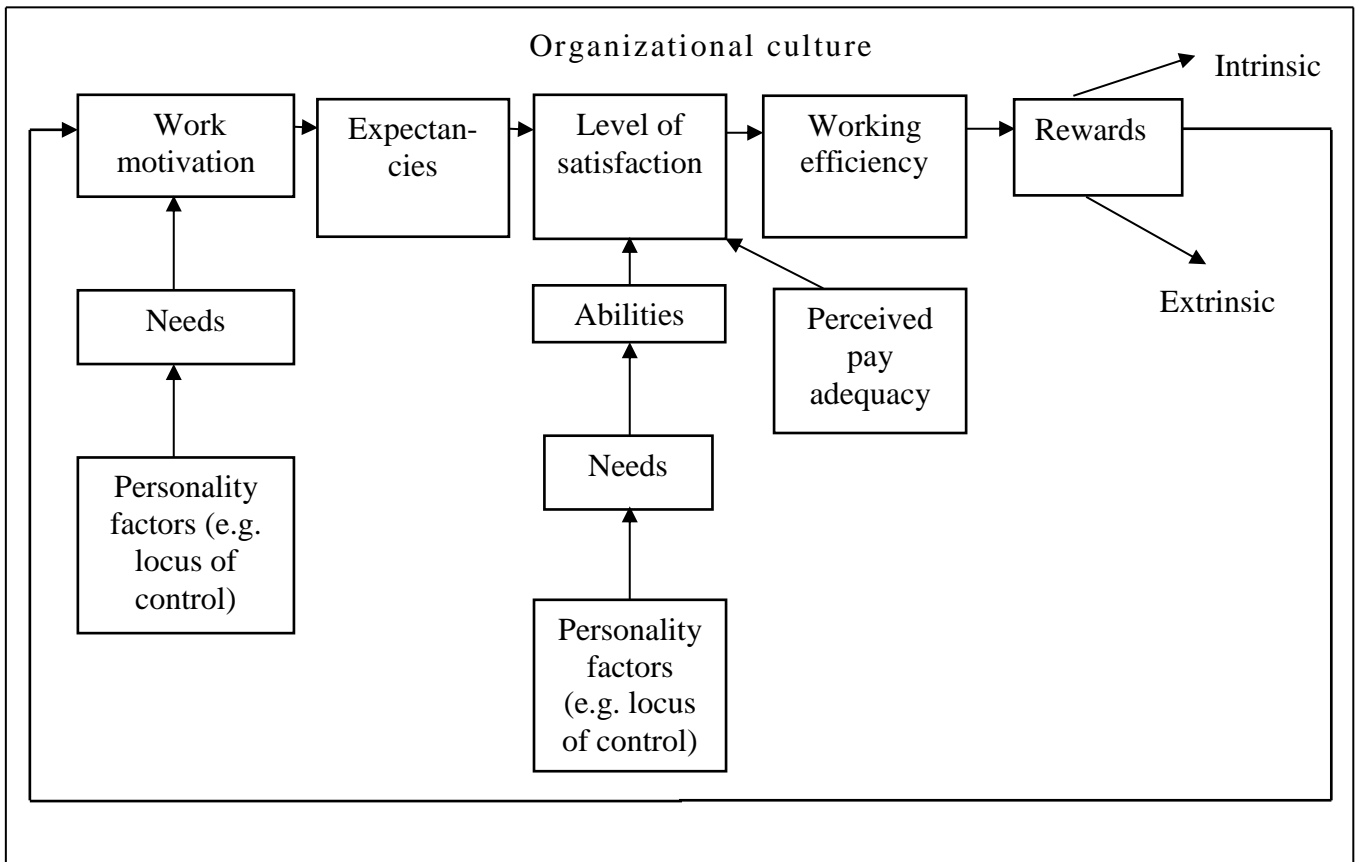 Organizational culture
Intrinsic
Work
motivation
Expectan-
cies
Level of
satisfaction
Working
efficiency
Rewards
Extrinsic
Needs
Abilities
Perceived
pay
adequacy
Needs
Personality
factors (e.g.
locus of
control)
Personality
factors
(e.g. locus
of control)